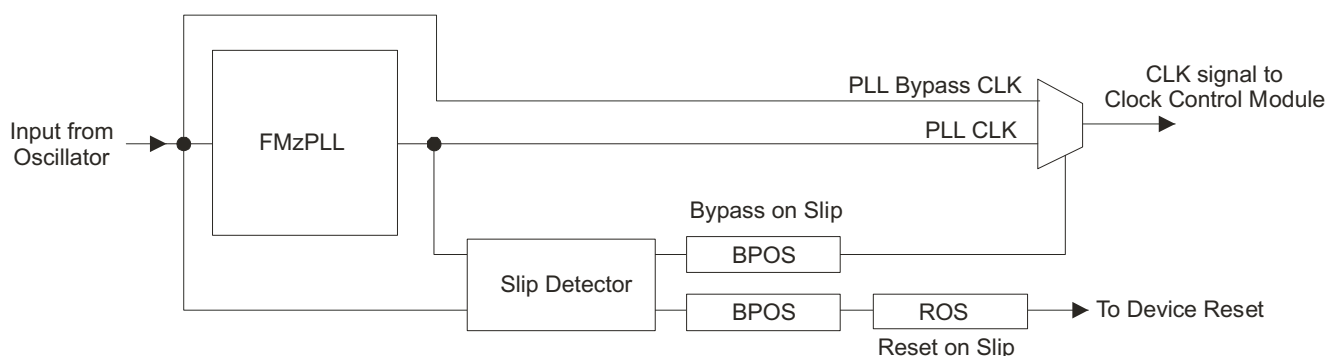 PLL Bypass CLK
CLK signal to
Clock Control Module
Input from
Oscillator
FMzPLL
PLL CLK
Bypass on Slip
BPOS
Slip Detector
BPOS
ROS
To Device Reset
Reset on Slip